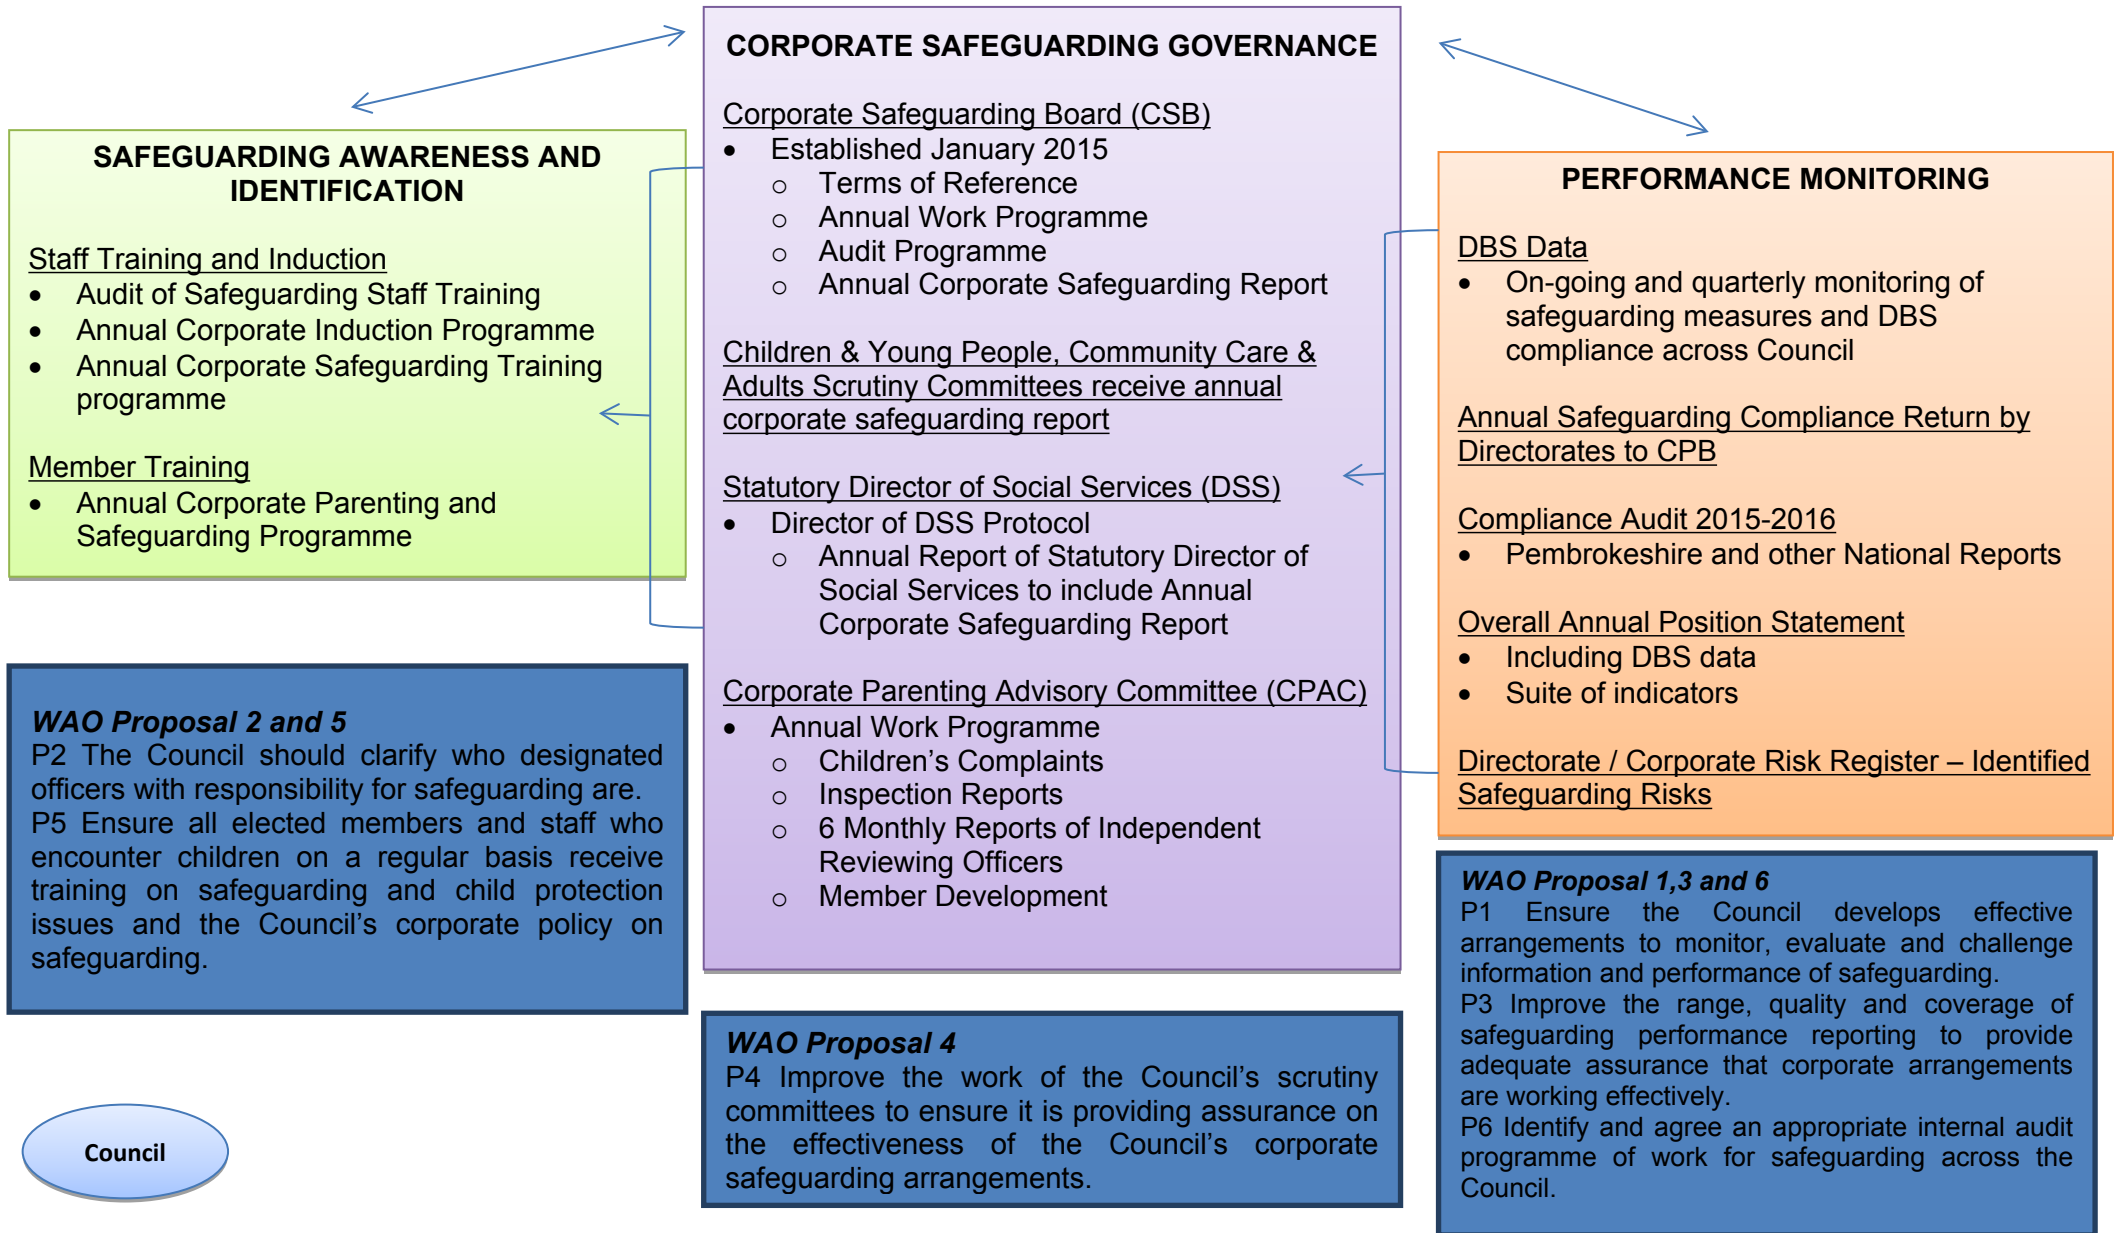 SAFEGUARDING AWARENESS AND
IDENTIFICATION
Staff Training and Induction
• Audit of Safeguarding Staff Training
• Annual Corporate Induction Programme
• Annual Corporate Safeguarding Training
programme
Member Training
• Annual Corporate Parenting and
Safeguarding Programme
WAO Proposal 2 and 5
P2 The Council should clarify who designated
officers with responsibility for safeguarding are.
P5 Ensure all elected members and staff who
encounter children on a regular basis receive
training on safeguarding and child protection
issues and the Council’s corporate policy on
safeguarding.
Council
CORPORATE SAFEGUARDING GOVERNANCE
Corporate Safeguarding Board (CSB)
• Established January 2015
o Terms of Reference
o Annual Work Programme
o Audit Programme
o Annual Corporate Safeguarding Report
Children & Young People, Community Care &
Adults Scrutiny Committees receive annual
corporate safeguarding report
Statutory Director of Social Services (DSS)
• Director of DSS Protocol
o Annual Report of Statutory Director of
Social Services to include Annual
Corporate Safeguarding Report
Corporate Parenting Advisory Committee (CPAC)
• Annual Work Programme
o Children’s Complaints
o Inspection Reports
o 6 Monthly Reports of Independent
Reviewing Officers
o Member Development
WAO Proposal 4
P4 Improve the work of the Council’s scrutiny
committees to ensure it is providing assurance on
the effectiveness of the Council’s corporate
safeguarding arrangements.
PERFORMANCE MONITORING
DBS Data
• On-going and quarterly monitoring of
safeguarding measures and DBS
compliance across Council
Annual Safeguarding Compliance Return by
Directorates to CPB
Compliance Audit 2015-2016
• Pembrokeshire and other National Reports
Overall Annual Position Statement
• Including DBS data
• Suite of indicators
Directorate / Corporate Risk Register – Identified
Safeguarding Risks
WAO Proposal 1,3 and 6
P1 Ensure the Council develops effective
arrangements to monitor, evaluate and challenge
information and performance of safeguarding.
P3 Improve the range, quality and coverage of
safeguarding performance reporting to provide
adequate assurance that corporate arrangements
are working effectively.
P6 Identify and agree an appropriate internal audit
programme of work for safeguarding across the
Council.